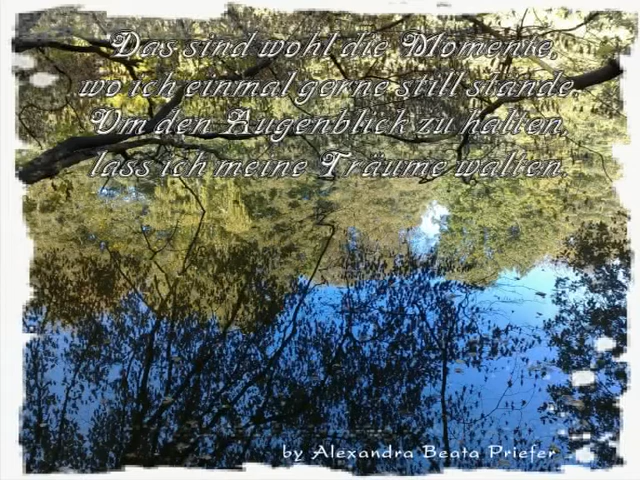 Das sind wohl die Momente,
wo ich einmal gerne still stände.
Um den Augenblick zu halten,
lass ich meine Träume walten.
by Alexandra Beata Priefer